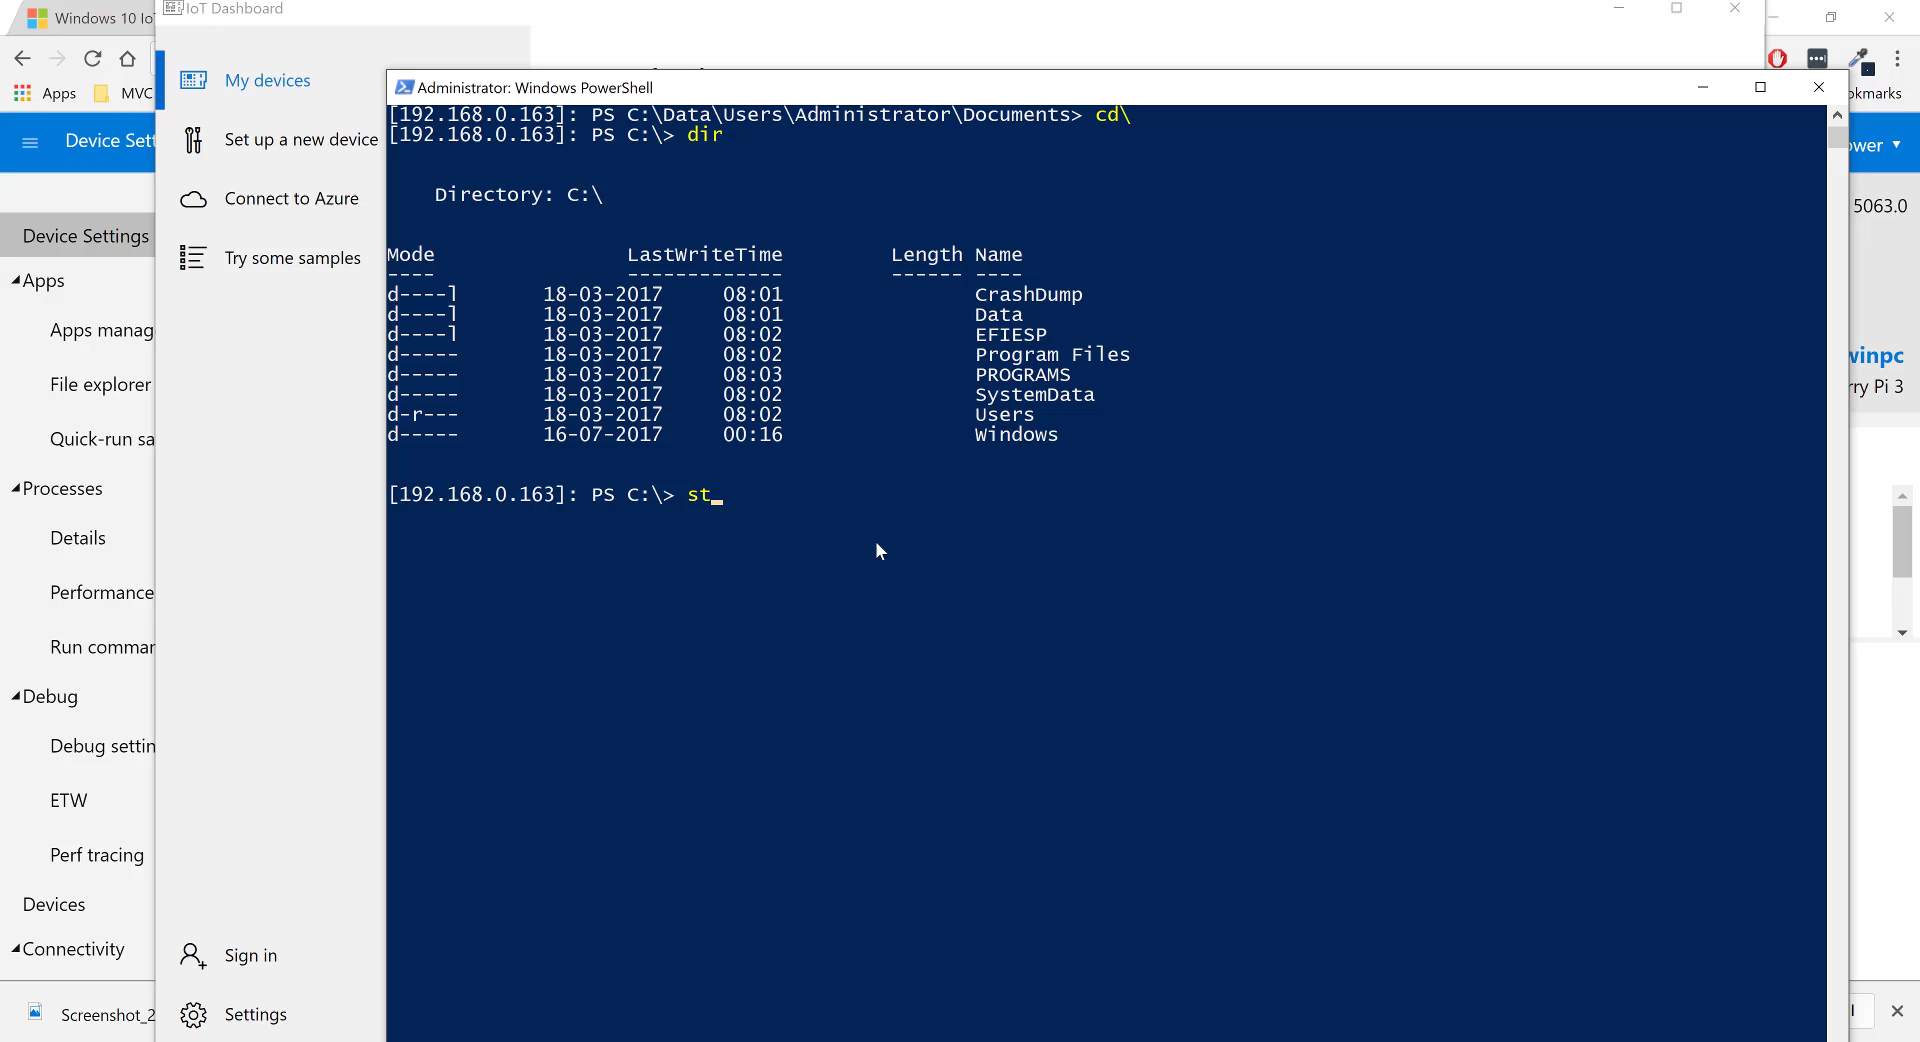 Windows 10 Io
IoT Dashboard
Apps
MVC
okmarks
Device Sett
ower
Device Settings
Apps
Apps manag
File explorer
Quick-run sa
Processes
Details
Performance
Run commar
Debug
Debug settin
ETW
Perf tracing
Devices
Connectivity
Screenshot_2
My devices
Set up a new device
Connect to Azure
Try some samples
Sign in
Settings
Administrator: Windows PowerShell
[192.168.0.163]: PS C:\Data\Users\Administrator\Documents> cd\
[192.168.0.163]: PS C:\> dir
Directory: C:\
Mode LastWriteTime Length Name
---- ------------- ------ ----
d----l 18-03-2017 08:01 CrashDump
d----l 18-03-2017 08:01 Data
d----l 18-03-2017 08:02 EFIESP
d----- 18-03-2017 08:02 Program Files
d----- 18-03-2017 08:03 PROGRAMS
d----- 18-03-2017 08:02 SystemData
d-r--- 18-03-2017 08:02 Users
d----- 16-07-2017 00:16 Windows
[192.168.0.163]: PS C:\> st_
5063.0
winpc
rry Pi 3